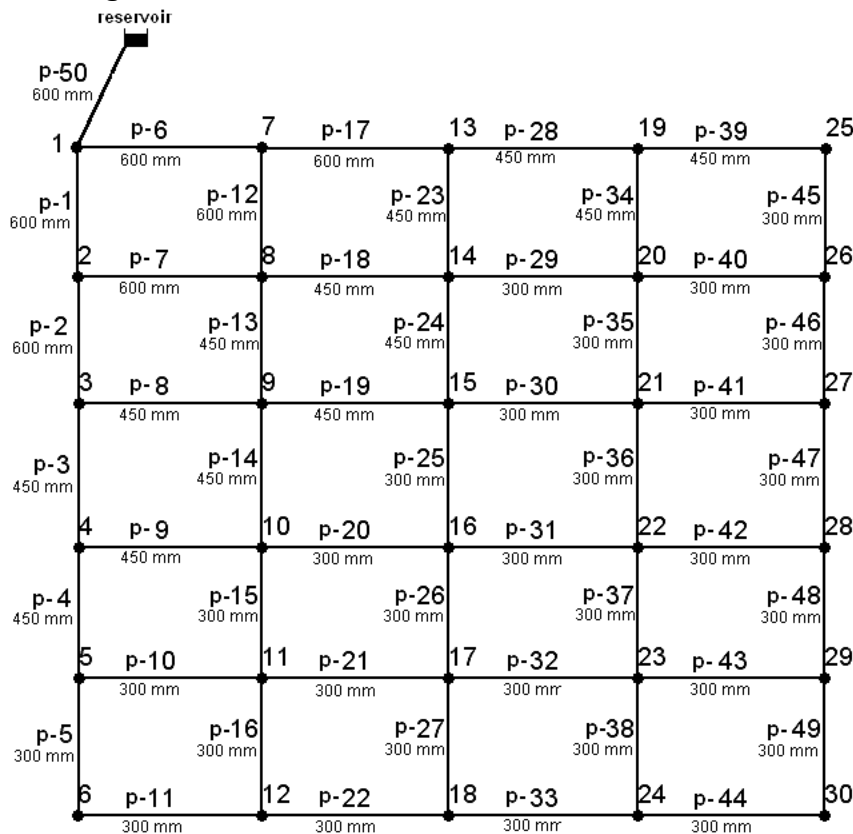 reservoir
p-50
600 mm
1
p-6
600 mm
7
p-17
600 mm
13
p-28
450 mm
19
p-39
450 mm
25
p-1
600 mm
p-12
600 mm
p-23
450 mm
p-34
450 mm
p-45
300 mm
2
p-7
600 mm
8
p-18
450 mm
14
p-29
300 mm
20
p-40
300 mm
26
p-2
600 mm
p-13
450 mm
p-24
450 mm
p-35
300 mm
p-46
300 mm
3
p-8
450 mm
9
p-19
450 mm
15
p-30
300 mm
21
p-41
300 mm
27
p-3
450 mm
p-14
450 mm
p-25
300 mm
p-36
300 mm
p-47
300 mm
4
p-9
450 mm
10
p-20
300 mm
16
p-31
300 mm
22
p-42
300 mm
28
p-4
450 mm
p-15
300 mm
p-26
300 mm
p-37
300 mm
p-48
300 mm
5
p-10
300 mm
11
p-21
300 mm
17
p-32
300 mm
23
p-43
300 mm
29
p-5
300 mm
p-16
300 mm
p-27
300 mm
p-38
300 mm
p-49
300 mm
6
p-11
300 mm
12
p-22
300 mm
18
p-33
300 mm
24
p-44
300 mm
30